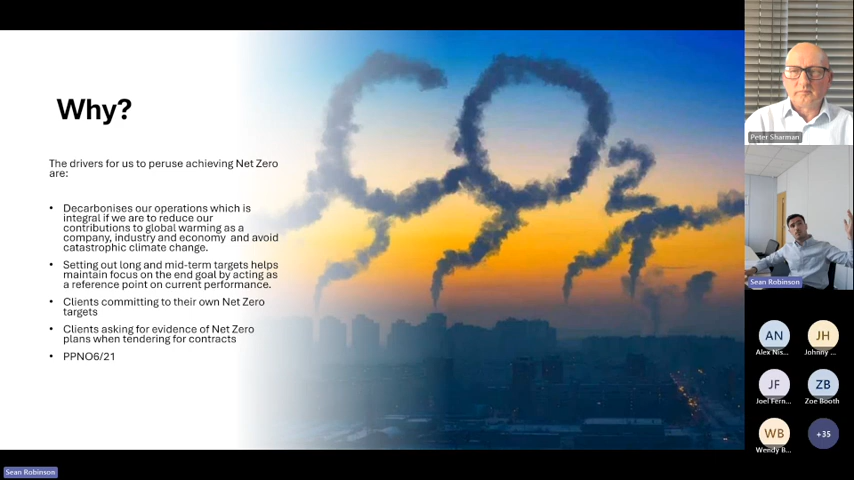 Why?
The drivers for us to peruse achieving Net Zero
are:
• Decarbonises our operations which is
integral if we are to reduce our
contributions to global warming as a
company, industry and economy and avoid
catastrophic climate change.
• Setting out long and mid-term targets helps
maintain focus on the end goal by acting as
a reference point on current performance.
• Clients committing to their own Net Zero
targets
• Clients asking for evidence of Net Zero
plans when tendering for contracts
• PPNO6/21
CO2
Peter Sharman
Sean Robinson
AN
JH
Alex Nis...
Johnny ...
JF
ZB
Joel Fern...
Zoe Booth
WB
+35
Wendy B...
Sean Robinson